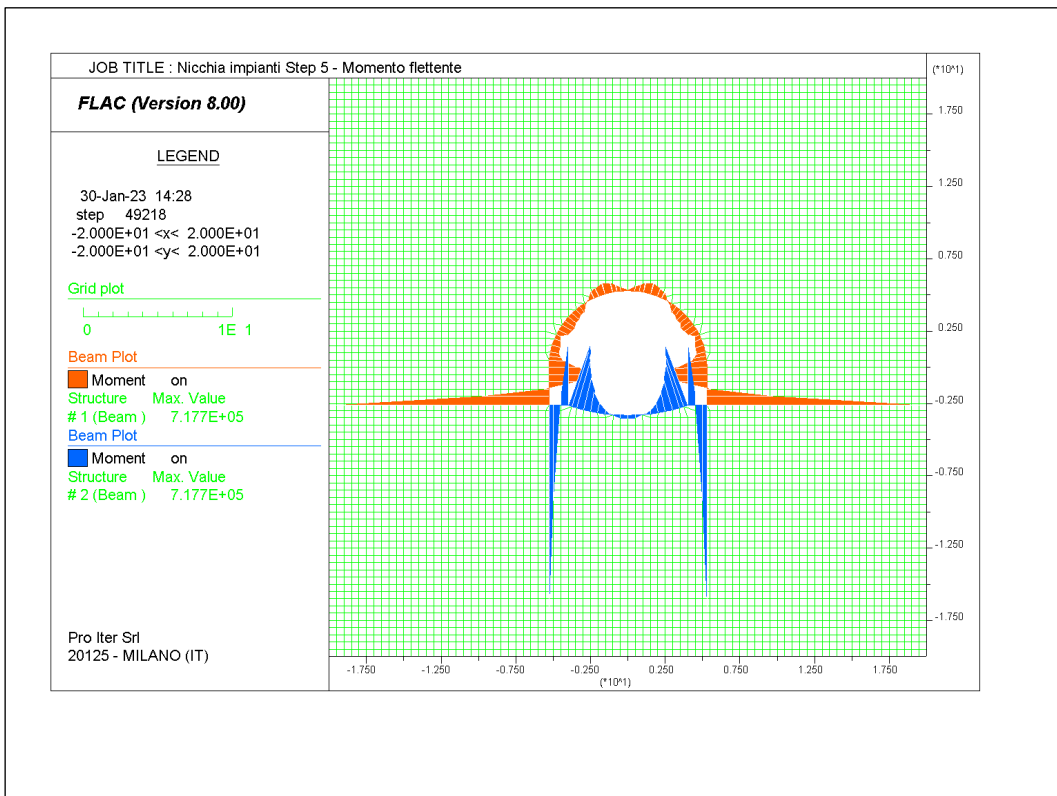 JOB TITLE : Nicchia impianti Step 5 - Momento flettente
(*10^1)
FLAC (Version 8.00)
LEGEND
30-Jan-23 14:28
step 49218
-2.000E+01 <x< 2.000E+01
-2.000E+01 <y< 2.000E+01
Grid plot
0 1E 1
Beam Plot
Moment on
Structure Max. Value
# 1 (Beam ) 7.177E+05
Beam Plot
Moment on
Structure Max. Value
# 2 (Beam ) 7.177E+05
Pro Iter Srl
20125 - MILANO (IT)
1.750
1.250
0.750
0.250
-0.250
-0.750
-1.250
-1.750
-1.750 -1.250 -0.750 -0.250 0.250 0.750 1.250 1.750
(*10^1)